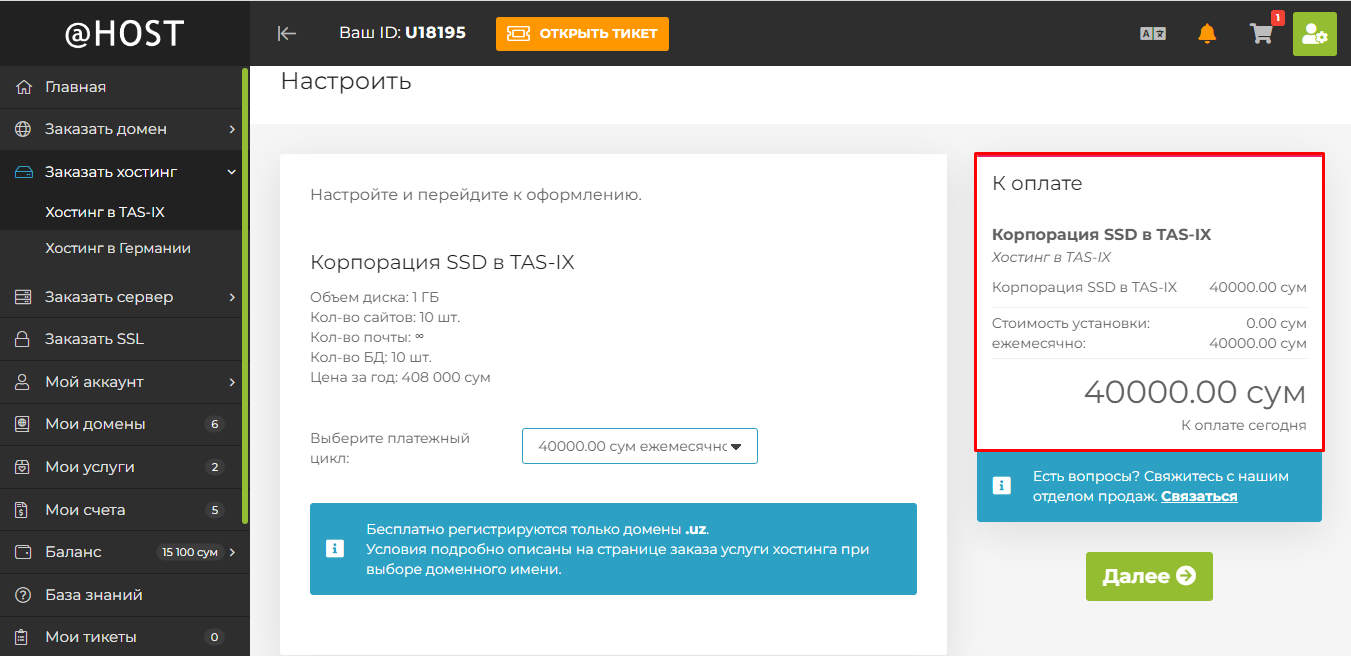 @HOST
Ваш ID: U18195
ОТКРЫТЬ ТИКЕТ
A
1
Главная
Заказать домен
Заказать хостинг
Хостинг в TAS-IX
Хостинг в Германии
Заказать сервер
Заказать SSL
Мой аккаунт
Мои домены 6
Мои услуги 2
Мои счета 5
Баланс 15 100 сум
База знаний
Мои тикеты 0
Настроить
Настройте и перейдите к оформлению.
Корпорация SSD в TAS-IX
Объем диска: 1 ГБ
Кол-во сайтов: 10 шт.
Кол-во почты: ∞
Кол-во БД: 10 шт.
Цена за год: 408 000 сум
Выберите платежный
цикл:
40000.00 сум ежемесячно
Бесплатно регистрируются только домены .uz.
Условия подробно описаны на странице заказа услуги хостинга при
выборе доменного имени.
К оплате
Корпорация SSD в TAS-IX
Хостинг в TAS-IX
Корпорация SSD в TAS-IX 40000.00 сум
Стоимость установки: 0.00 сум
ежемесячно: 40000.00 сум
40000.00 сум
К оплате сегодня
Есть вопросы? Свяжитесь с нашим
отделом продаж. Связаться
Далее